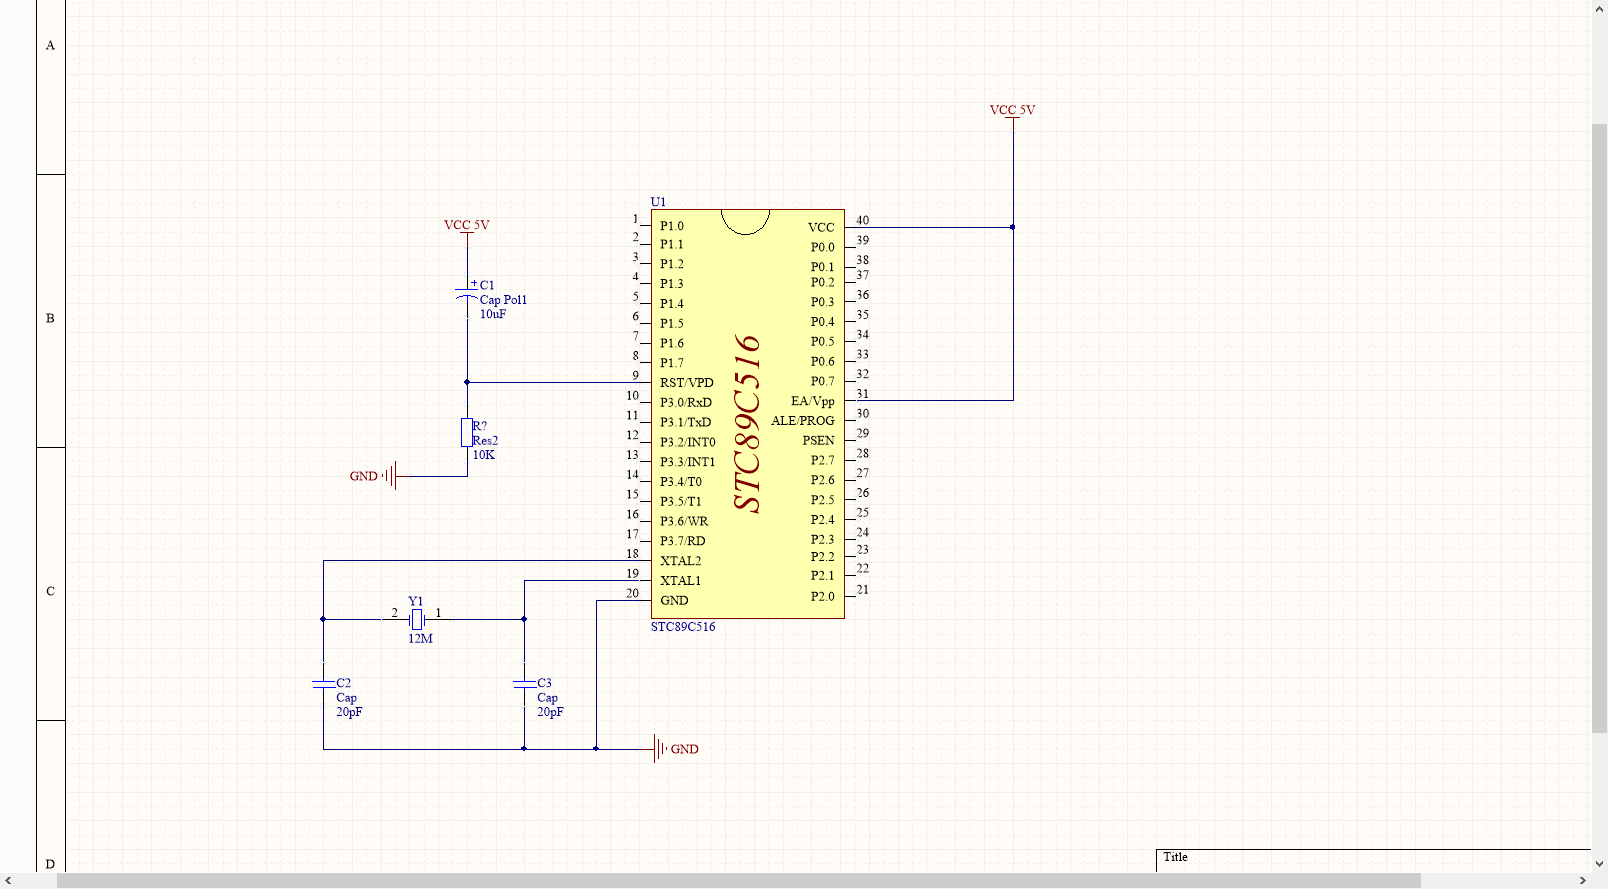 A
B
C
D
VCC 5V
VCC 5V
+ C1
Cap Pol1
10uF
R?
Res2
10K
GND
U1
1 P1.0
2 P1.1
3 P1.2
4 P1.3
5 P1.4
6 P1.5
7 P1.6
8 P1.7
9 RST/VPD
10 P3.0/RxD
11 P3.1/TxD
12 P3.2/INT0
13 P3.3/INT1
14 P3.4/T0
15 P3.5/T1
16 P3.6/WR
17 P3.7/RD
18 XTAL2
19 XTAL1
20 GND
STC89C516
VCC 40
P0.0 39
P0.1 38
P0.2 37
P0.3 36
P0.4 35
P0.5 34
P0.6 33
P0.7 32
EA/Vpp 31
ALE/PROG 30
PSEN 29
P2.7 28
P2.6 27
P2.5 26
P2.4 25
P2.3 24
P2.2 23
P2.1 22
P2.0 21
STC89C516
Y1
2 1
12M
C2
Cap
20pF
C3
Cap
20pF
GND
Title